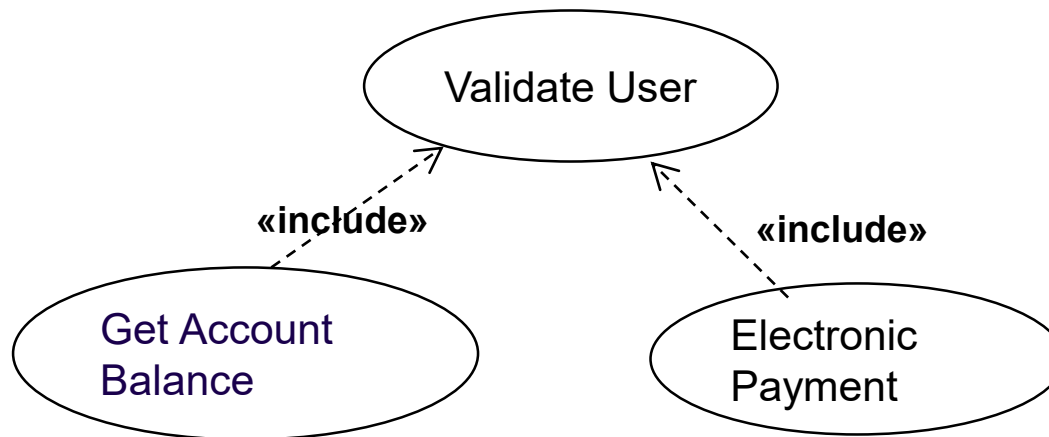 Validate User
«include»
«include»
Get Account
Balance
Electronic
Payment